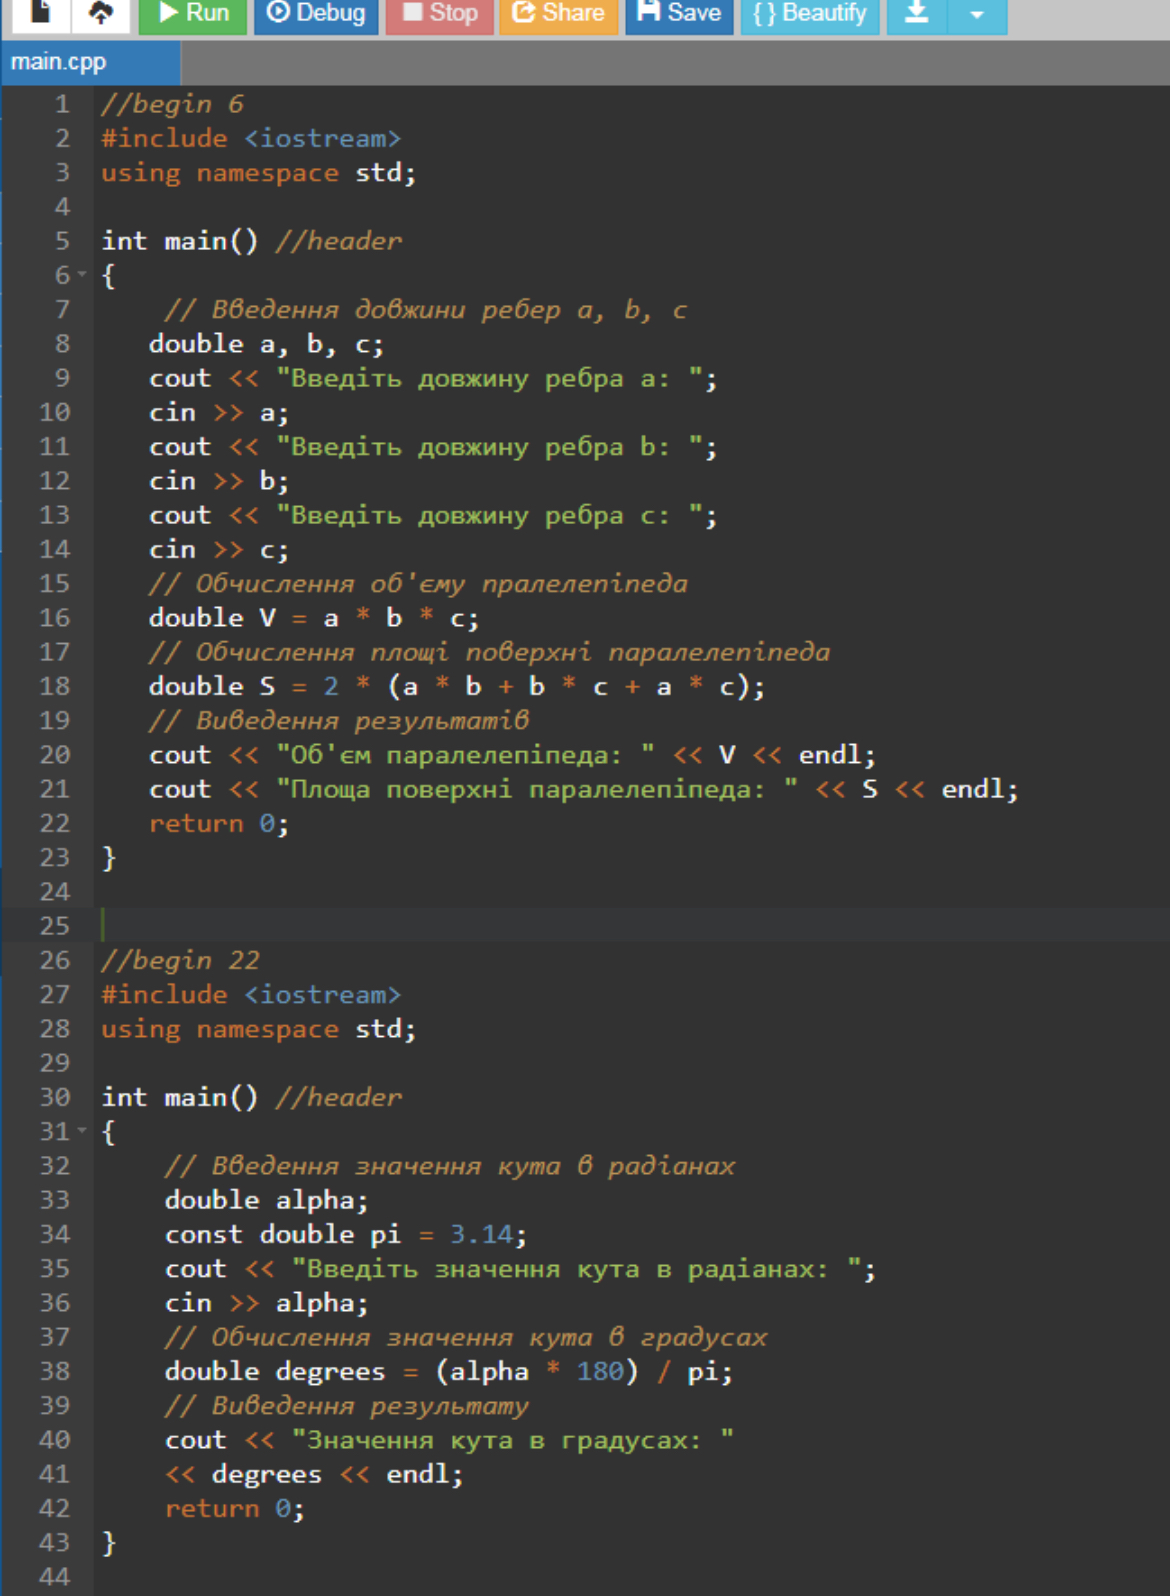 Run Debug Stop Share Save { } Beautify
main.cpp
1 //begin 6
2 #include <iostream>
3 using namespace std;
4
5 int main() //header
6 {
7 // Введення довжини ребер a, b, c
8 double a, b, c;
9 cout << "Введіть довжину ребра a: ";
10 cin >> a;
11 cout << "Введіть довжину ребра b: ";
12 cin >> b;
13 cout << "Введіть довжину ребра c: ";
14 cin >> c;
15 // Обчислення об'єму пралелепіпеда
16 double V = a * b * c;
17 // Обчислення площі поверхні паралелепіпеда
18 double S = 2 * (a * b + b * c + a * c);
19 // Виведення результатів
20 cout << "Об'єм паралелепіпеда: " << V << endl;
21 cout << "Площа поверхні паралелепіпеда: " << S << endl;
22 return 0;
23 }
24
25
26 //begin 22
27 #include <iostream>
28 using namespace std;
29
30 int main() //header
31 {
32 // Введення значення кута в радіанах
33 double alpha;
34 const double pi = 3.14;
35 cout << "Введіть значення кута в радіанах: ";
36 cin >> alpha;
37 // Обчислення значення кута в градусах
38 double degrees = (alpha * 180) / pi;
39 // Виведення результату
40 cout << "Значення кута в градусах: "
41 << degrees << endl;
42 return 0;
43 }
44